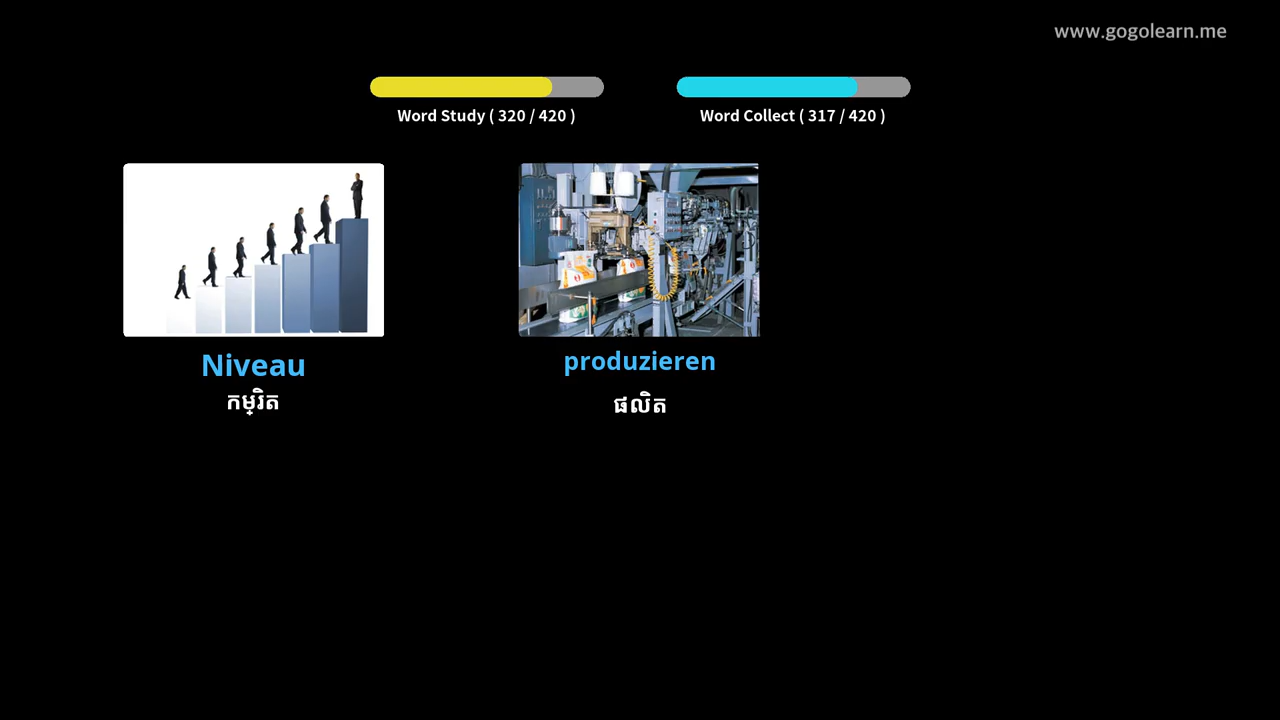 www.gogolearn.me
Word Study ( 320 / 420 )
Word Collect ( 317 / 420 )
Niveau
កម្រិត
produzieren
ផលិត